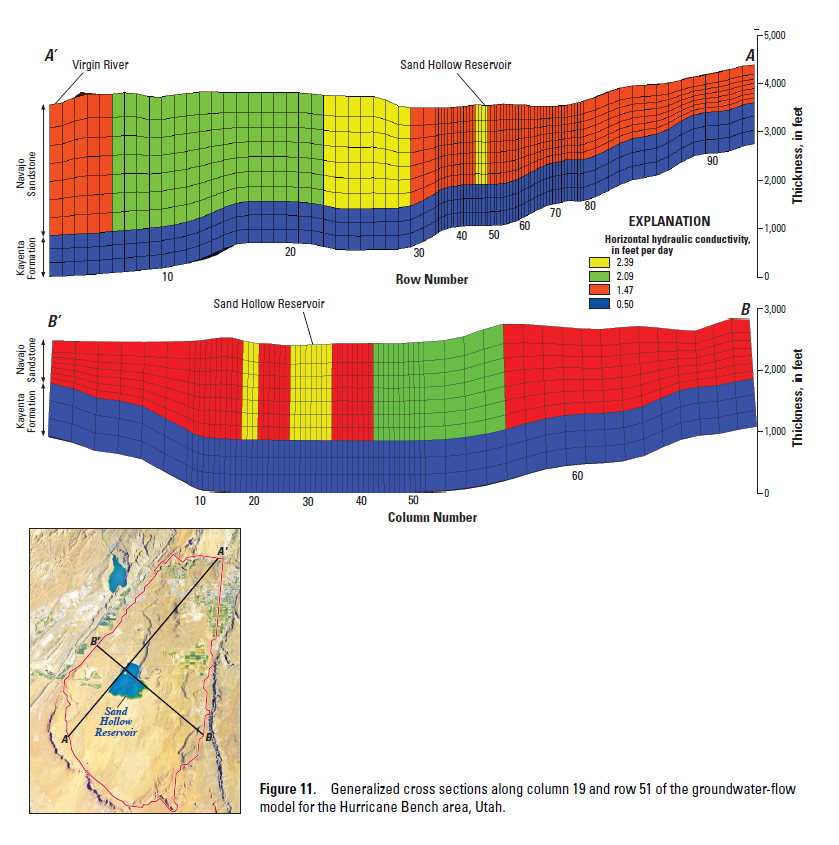 A′
Virgin River
Sand Hollow Reservoir
A
5,000
4,000
3,000
2,000
1,000
0
Thickness, in feet
Navajo
Sandstone
Kayenta
Formation
10
20
30
40
50
60
70
80
90
Row Number
EXPLANATION
Horizontal hydraulic conductivity,
in feet per day
2.39
2.09
1.47
0.50
Sand Hollow Reservoir
B′
B
3,000
2,000
1,000
0
Thickness, in feet
Navajo
Sandstone
Kayenta
Formation
10
20
30
40
50
60
Column Number
A′
B′
Sand
Hollow
Reservoir
A
B
Figure 11. Generalized cross sections along column 19 and row 51 of the groundwater-flow
model for the Hurricane Bench area, Utah.